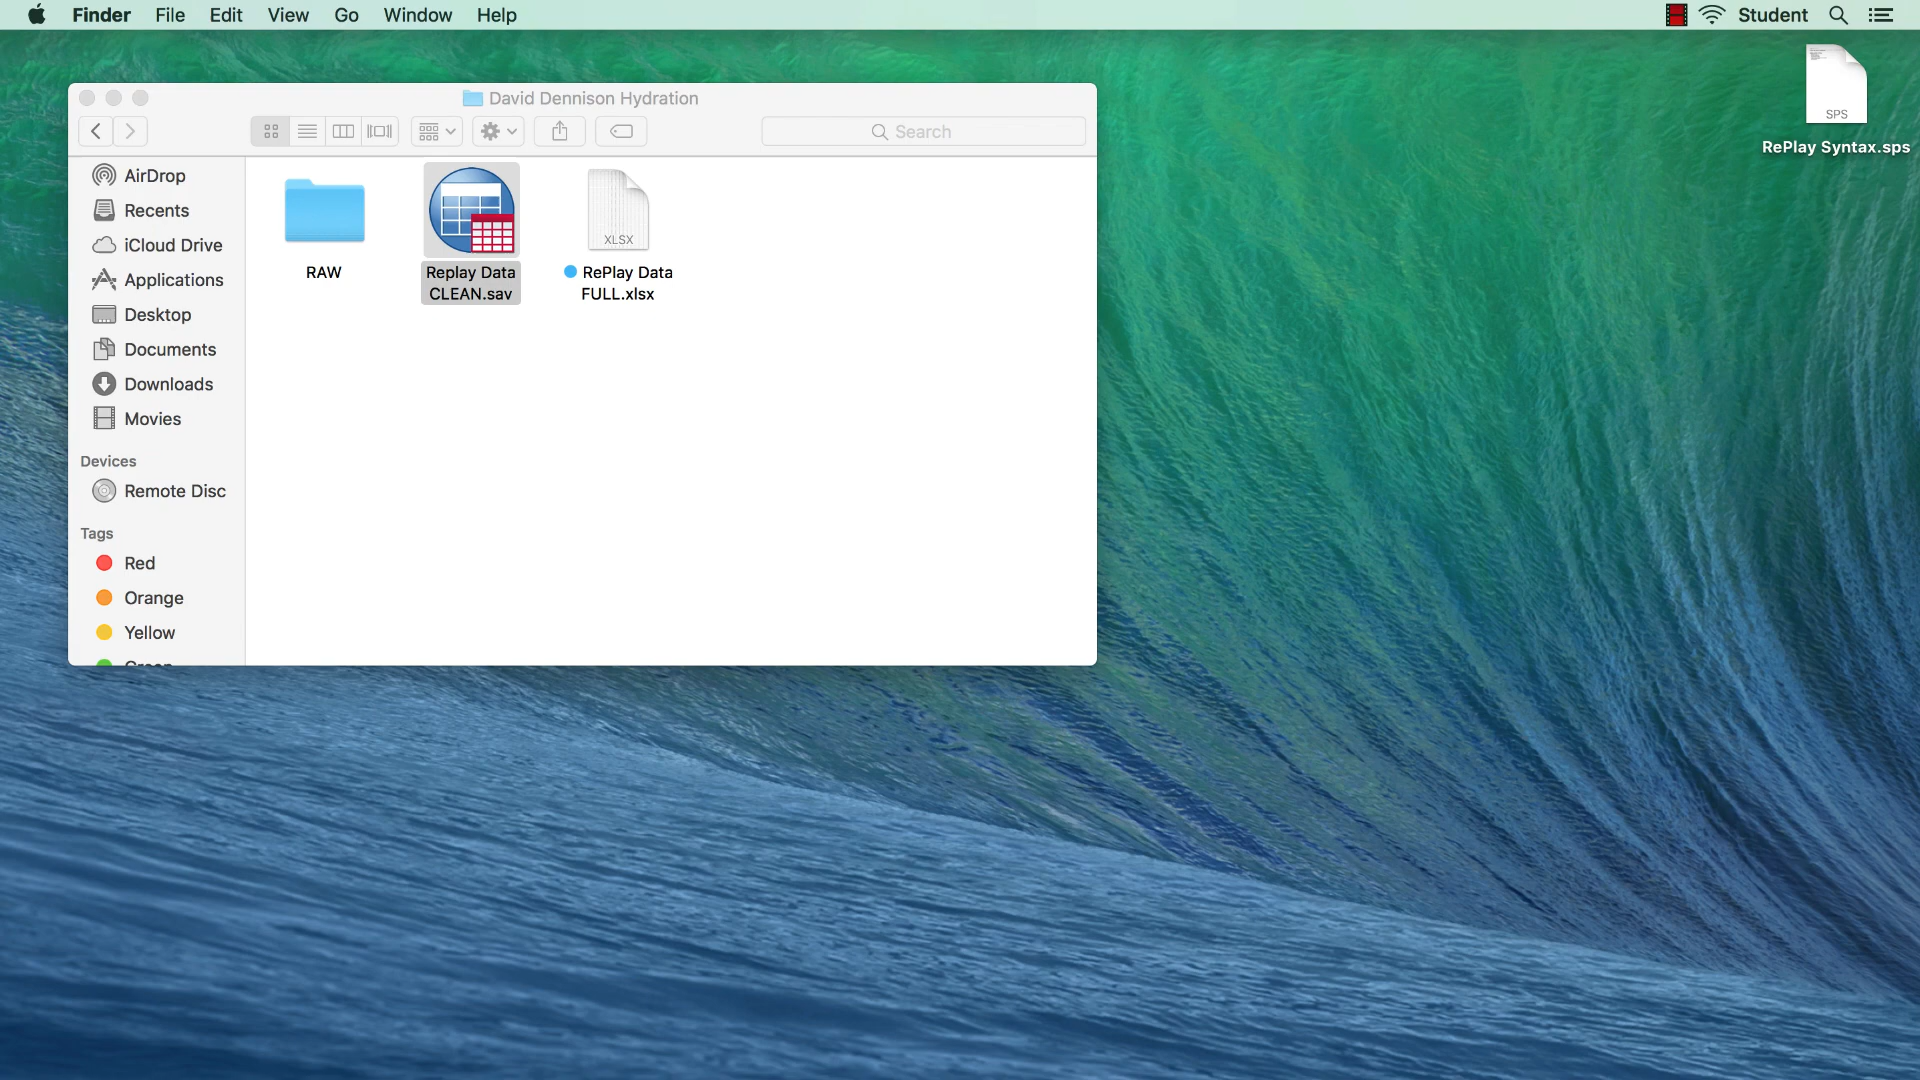 Finder File Edit View Go Window Help Student
David Dennison Hydration
Search
AirDrop
Recents
iCloud Drive
Applications
Desktop
Documents
Downloads
Movies
Devices
Remote Disc
Tags
Red
Orange
Yellow
Green
RAW
Replay Data
CLEAN.sav
XLSX
RePlay Data
FULL.xlsx
SPS
RePlay Syntax.sps